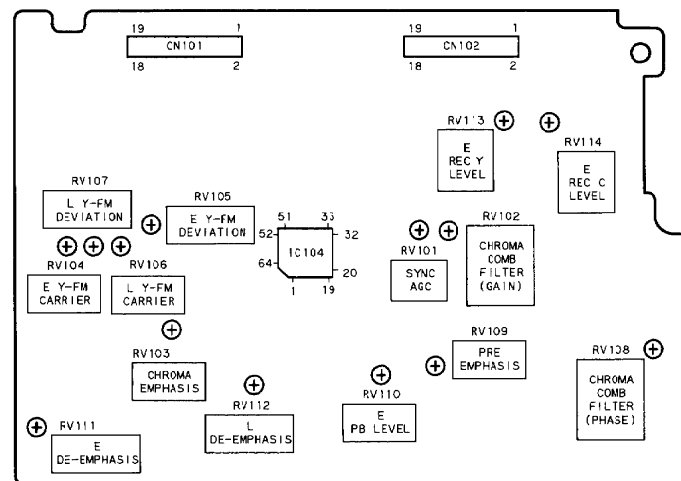 19 1
CN101
18 2
19 1
CN102
18 2
RV113
E
REC Y
LEVEL
RV114
E
REC C
LEVEL
RV107
L Y-FM
DEVIATION
RV105
E Y-FM
DEVIATION
51 33
52 32
IC104
64 20
1 19
RV101
SYNC
AGC
RV102
CHROMA
COMB
FILTER
(GAIN)
RV104
E Y-FM
CARRIER
RV106
L Y-FM
CARRIER
RV103
CHROMA
EMPHASIS
RV109
PRE
EMPHASIS
RV108
CHROMA
COMB
FILTER
(PHASE)
RV111
E
DE-EMPHASIS
RV112
L
DE-EMPHASIS
RV110
E
PB LEVEL